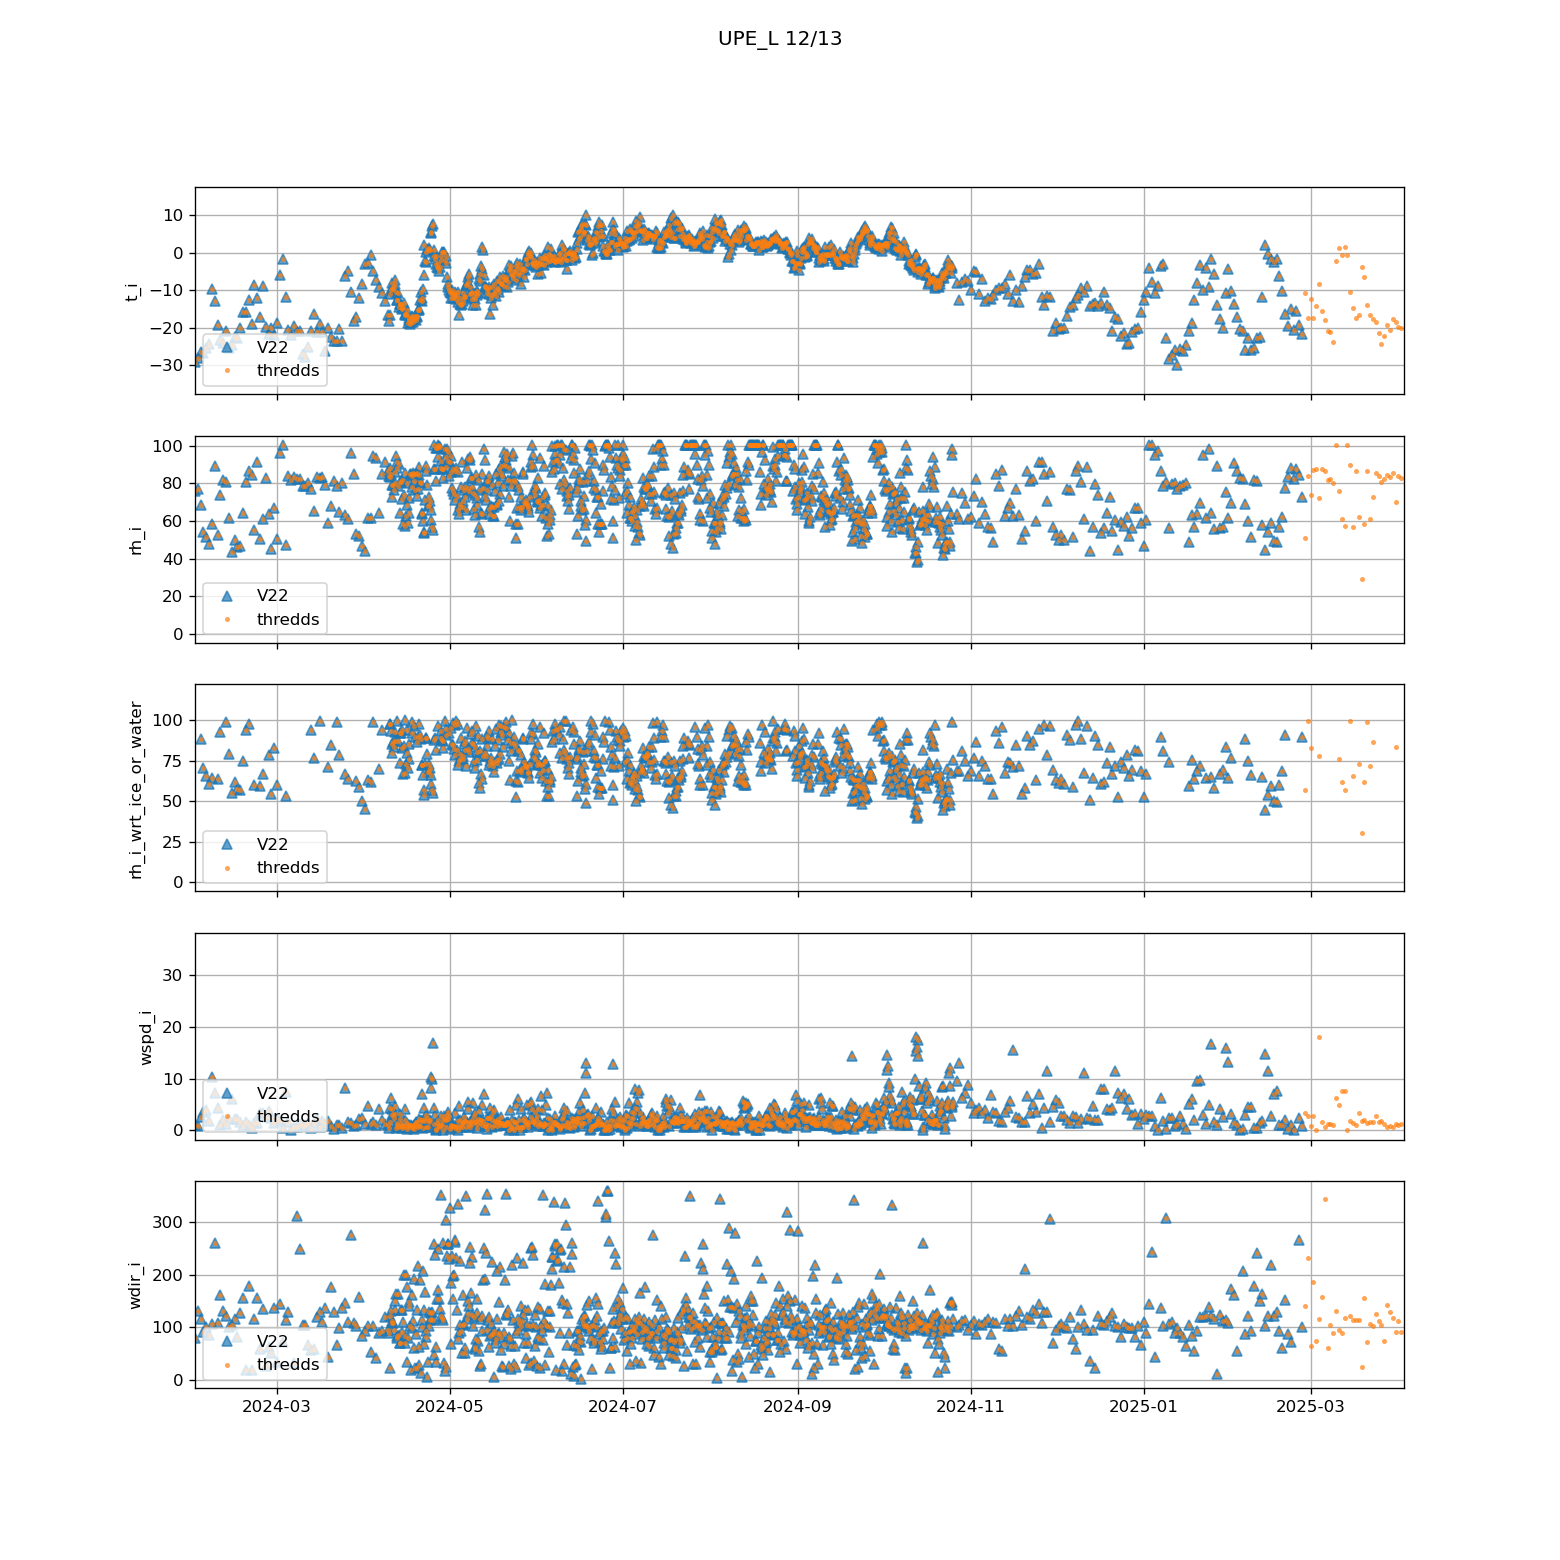 UPE_L 12/13
10
0
−10
−20
−30
t_i
V22
thredds
100
80
60
40
20
0
rh_i
V22
thredds
100
75
50
25
0
rh_i_wrt_ice_or_water
V22
thredds
30
20
10
0
wspd_i
V22
thredds
300
200
100
0
wdir_i
V22
thredds
2024-03
2024-05
2024-07
2024-09
2024-11
2025-01
2025-03